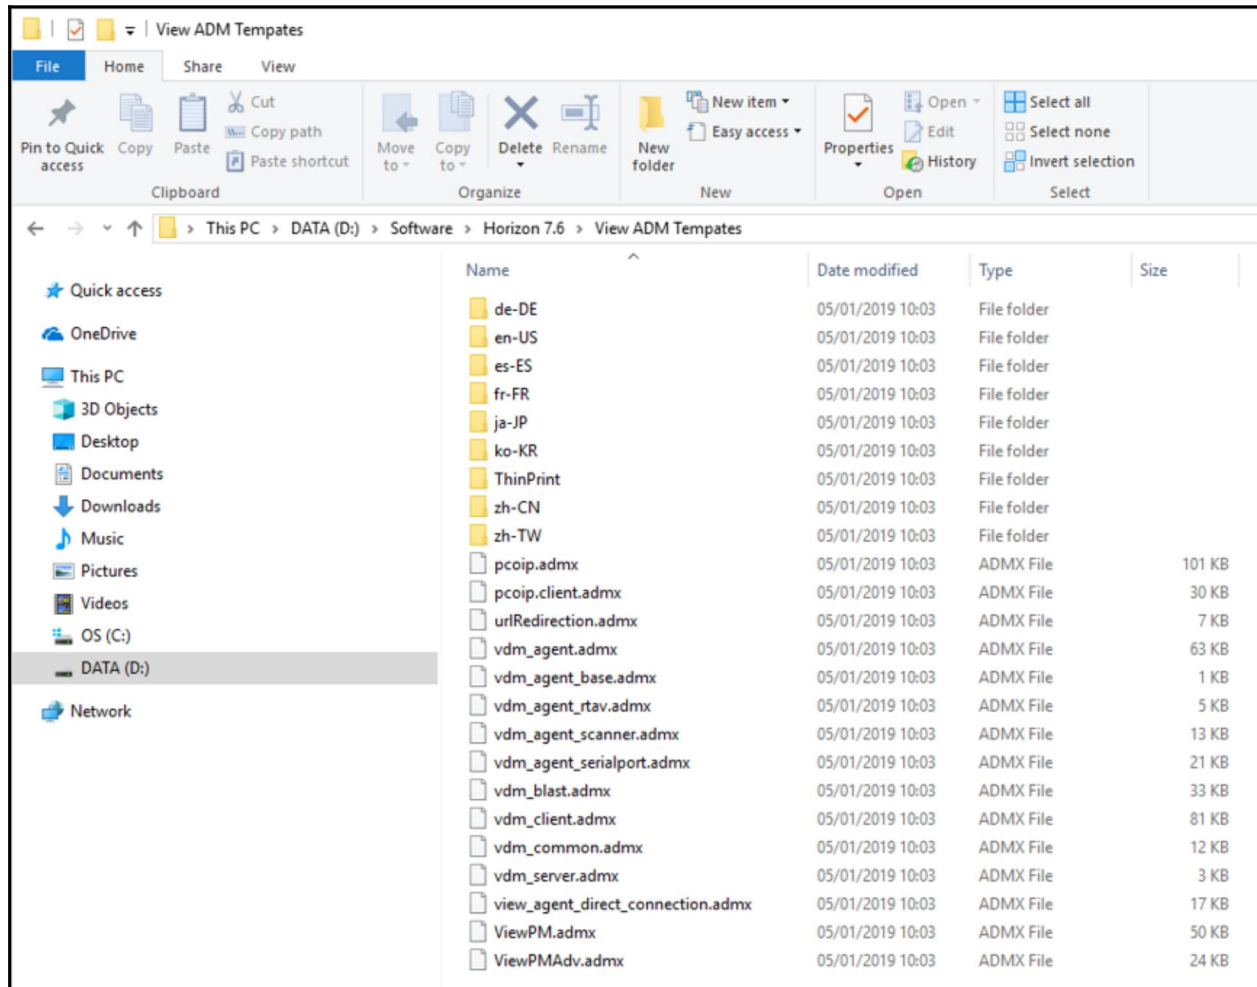 View ADM Tempates
File Home Share View
Pin to Quick access
Copy
Paste
Cut
Copy path
Paste shortcut
Clipboard
Move to
Copy to
Delete
Rename
Organize
New folder
New item
Easy access
New
Properties
Open
Edit
History
Open
Select all
Select none
Invert selection
Select
This PC > DATA (D:) > Software > Horizon 7.6 > View ADM Tempates
Quick access
OneDrive
This PC
3D Objects
Desktop
Documents
Downloads
Music
Pictures
Videos
OS (C:)
DATA (D:)
Network
Name Date modified Type Size
de-DE 05/01/2019 10:03 File folder
en-US 05/01/2019 10:03 File folder
es-ES 05/01/2019 10:03 File folder
fr-FR 05/01/2019 10:03 File folder
ja-JP 05/01/2019 10:03 File folder
ko-KR 05/01/2019 10:03 File folder
ThinPrint 05/01/2019 10:03 File folder
zh-CN 05/01/2019 10:03 File folder
zh-TW 05/01/2019 10:03 File folder
pcoip.admx 05/01/2019 10:03 ADMX File 101 KB
pcoip.client.admx 05/01/2019 10:03 ADMX File 30 KB
urlRedirection.admx 05/01/2019 10:03 ADMX File 7 KB
vdm_agent.admx 05/01/2019 10:03 ADMX File 63 KB
vdm_agent_base.admx 05/01/2019 10:03 ADMX File 1 KB
vdm_agent_rtav.admx 05/01/2019 10:03 ADMX File 5 KB
vdm_agent_scanner.admx 05/01/2019 10:03 ADMX File 13 KB
vdm_agent_serialport.admx 05/01/2019 10:03 ADMX File 21 KB
vdm_blast.admx 05/01/2019 10:03 ADMX File 33 KB
vdm_client.admx 05/01/2019 10:03 ADMX File 81 KB
vdm_common.admx 05/01/2019 10:03 ADMX File 12 KB
vdm_server.admx 05/01/2019 10:03 ADMX File 3 KB
view_agent_direct_connection.admx 05/01/2019 10:03 ADMX File 17 KB
ViewPM.admx 05/01/2019 10:03 ADMX File 50 KB
ViewPMAdv.admx 05/01/2019 10:03 ADMX File 24 KB